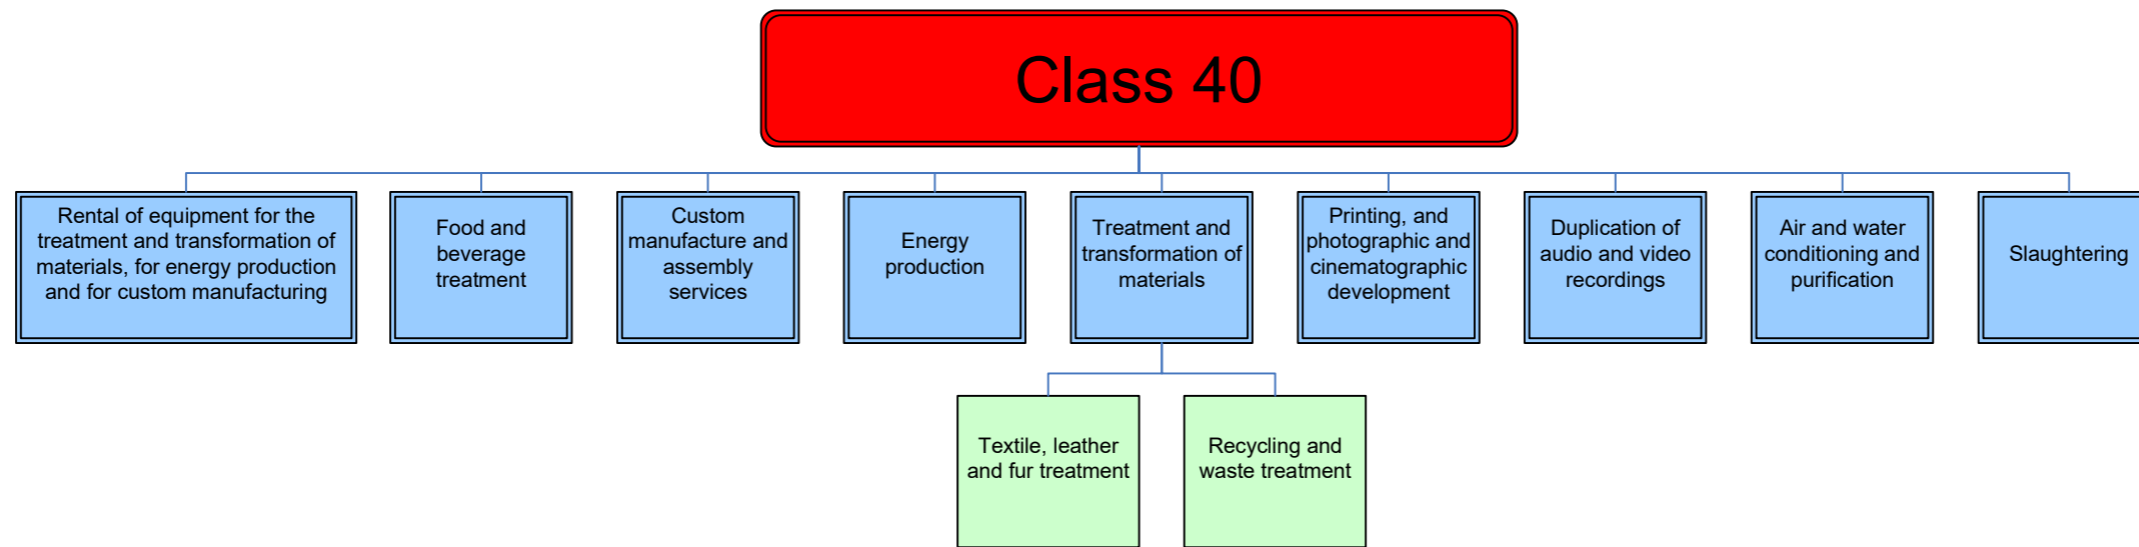 Class 40
Rental of equipment for the
treatment and transformation of
materials, for energy production
and for custom manufacturing
Food and
beverage
treatment
Custom
manufacture and
assembly
services
Energy
production
Treatment and
transformation of
materials
Printing, and
photographic and
cinematographic
development
Duplication of
audio and video
recordings
Air and water
conditioning and
purification
Slaughtering
Textile, leather
and fur treatment
Recycling and
waste treatment